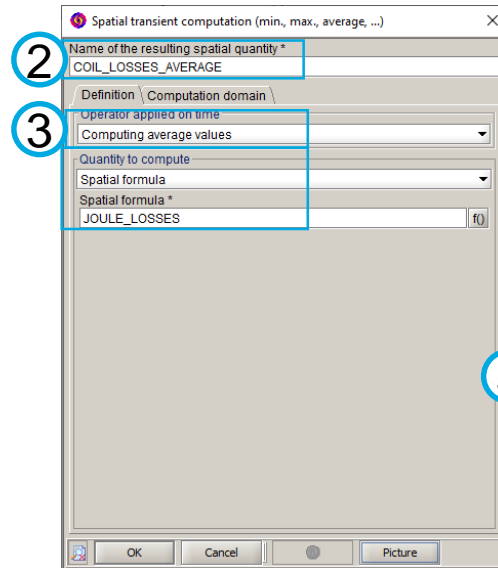 Spatial transient computation (min., max., average, ...)
2
Name of the resulting spatial quantity *
COIL_LOSSES_AVERAGE
Definition Computation domain
3
Operator applied on time
Computing average values
Quantity to compute
Spatial formula
Spatial formula *
JOULE_LOSSES f()
OK Cancel Picture